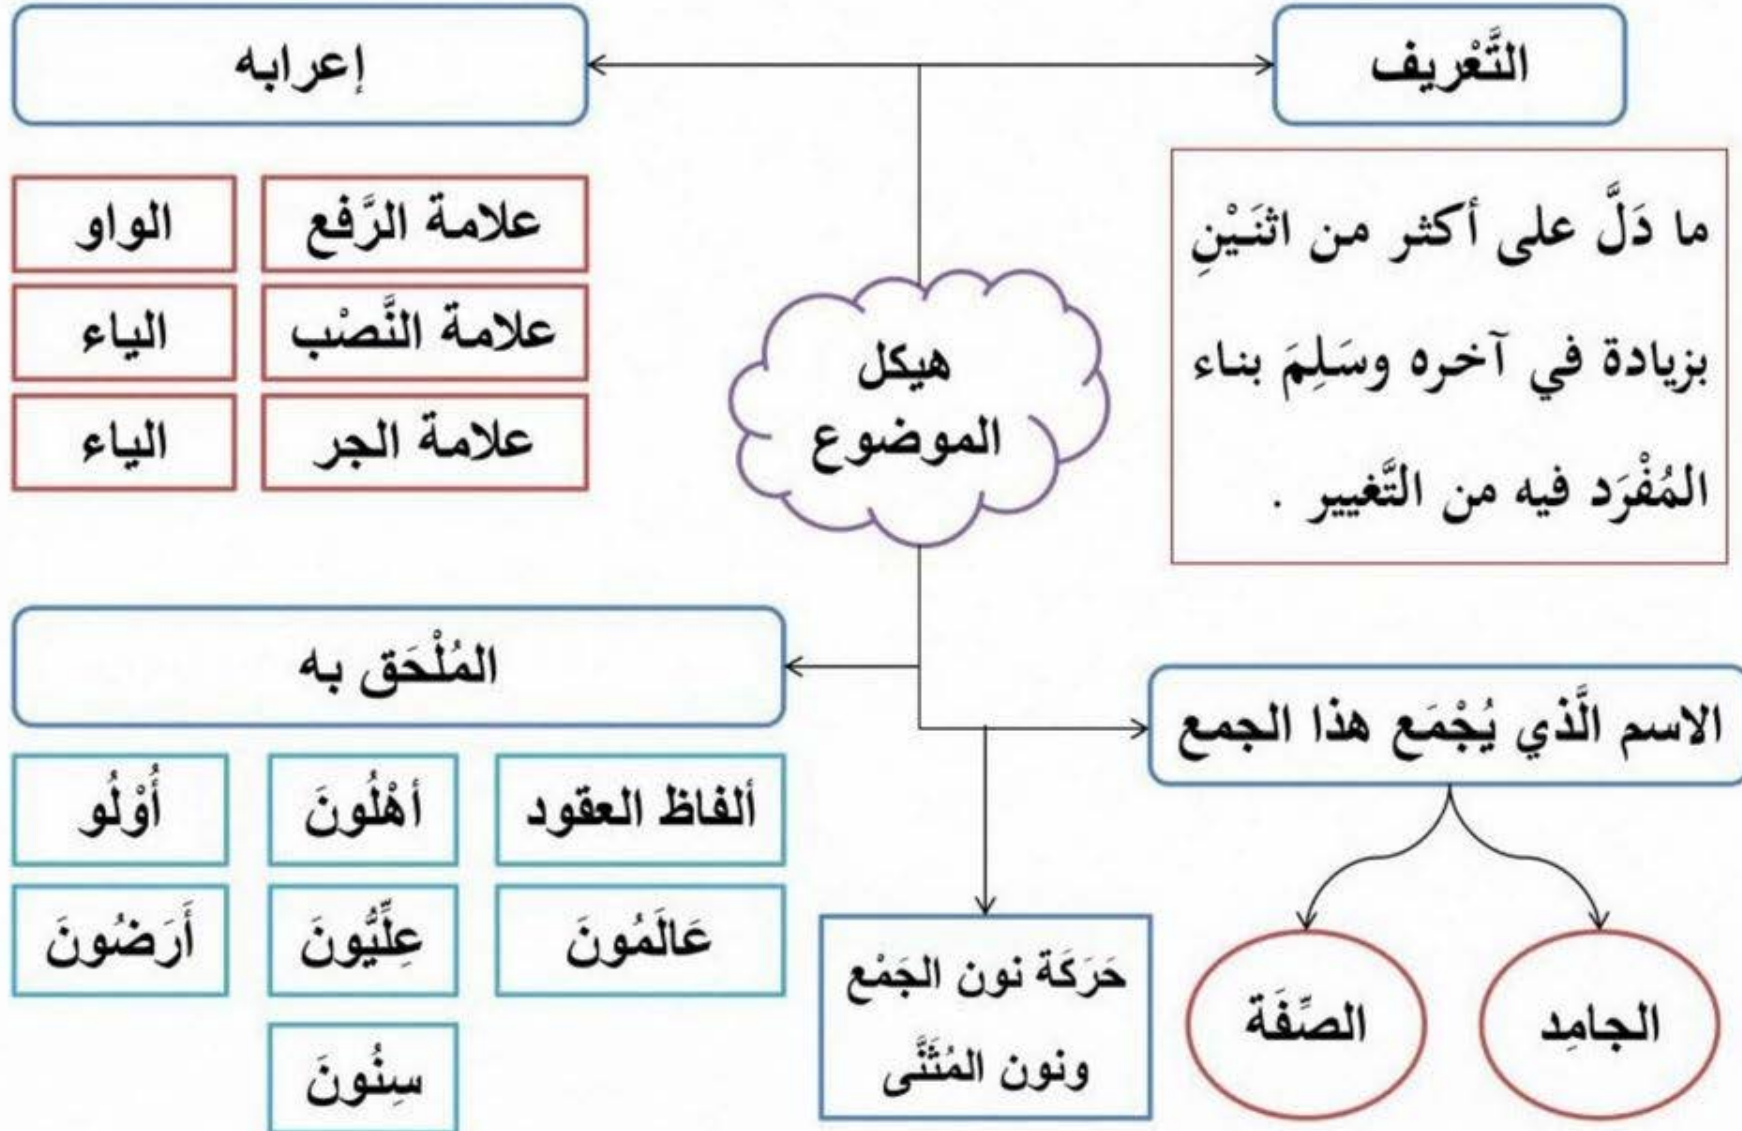 التَّعْريف
ما دَلَّ على أكثر من اثنَيْنِ
بزيادة في آخره وسَلِمَ بناء
المُفْرَد فيه من التَّغيير .
إعرابه
علامة الرَّفع
الواو
علامة النَّصْب
الياء
علامة الجر
الياء
هيكل
الموضوع
الاسم الَّذي يُجْمَع هذا الجمع
الجامِد
الصِّفَة
حَرَكَة نون الجَمْع
ونون المُثَنَّى
المُلْحَق به
ألفاظ العقود
أهْلُونَ
أُوْلُو
عَالَمُونَ
عِلِّيُّونَ
أَرَضُونَ
سِنُونَ